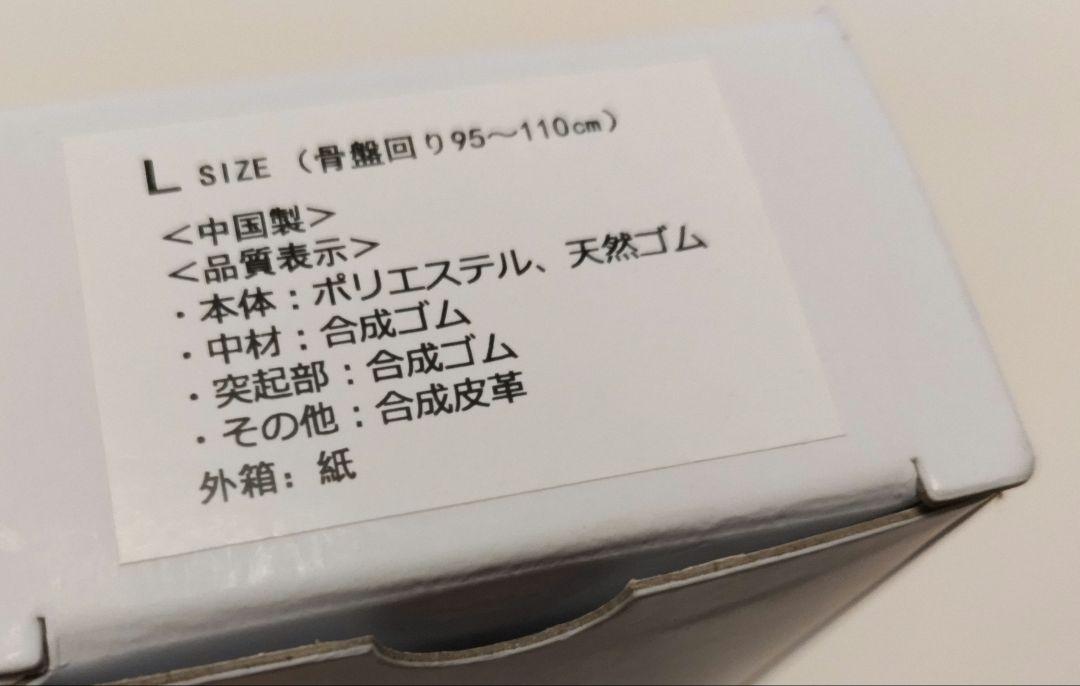 L SIZE（骨盤回り95～110cm）
＜中国製＞
＜品質表示＞
・本体：ポリエステル、天然ゴム
・中材：合成ゴム
・突起部：合成ゴム
・その他：合成皮革
外箱：紙